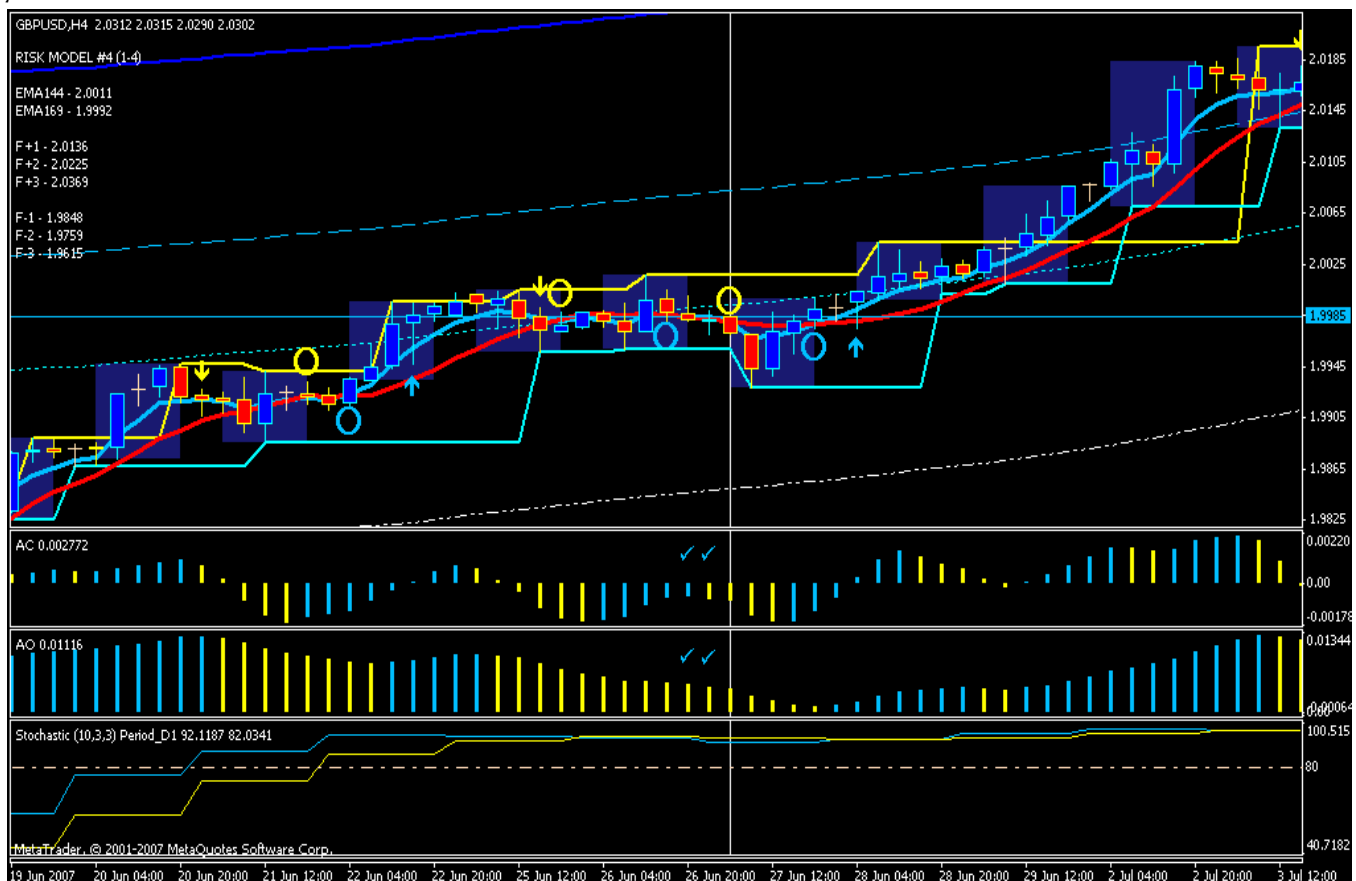 GBPUSD,H4 2.0312 2.0315 2.0290 2.0302
RISK MODEL #4 (1-4)
EMA144 - 2.0011
EMA169 - 1.9992
F+1 - 2.0136
F+2 - 2.0225
F+3 - 2.0369
F-1 - 1.9848
F-2 - 1.9759
F-3 - 1.9615
2.0185
2.0145
2.0105
2.0065
2.0025
1.9985
1.9945
1.9905
1.9865
1.9825
AC 0.002772
0.00220
0.00
-0.00178
AO 0.01116
0.01344
0.00064
Stochastic (10,3,3) Period_D1 92.1187 82.0341
100.515
80
40.7182
MetaTrader, © 2001-2007 MetaQuotes Software Corp.
19 Jun 2007 20 Jun 04:00 20 Jun 20:00 21 Jun 12:00 22 Jun 04:00 22 Jun 20:00 25 Jun 12:00 26 Jun 04:00 26 Jun 20:00 27 Jun 12:00 28 Jun 04:00 28 Jun 20:00 29 Jun 12:00 2 Jul 04:00 2 Jul 20:00 3 Jul 12:00